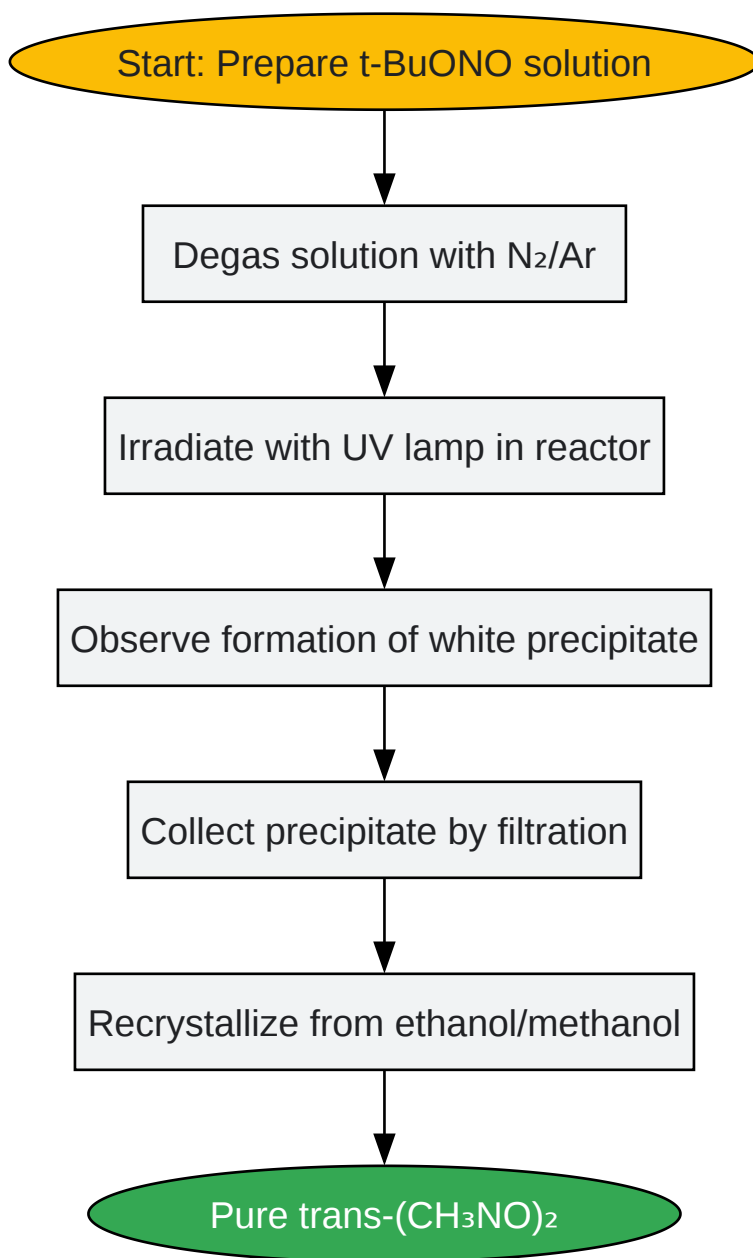 Start: Prepare t-BuONO solution
Degas solution with N₂/Ar
Irradiate with UV lamp in reactor
Observe formation of white precipitate
Collect precipitate by filtration
Recrystallize from ethanol/methanol
Pure trans-(CH₃NO)₂